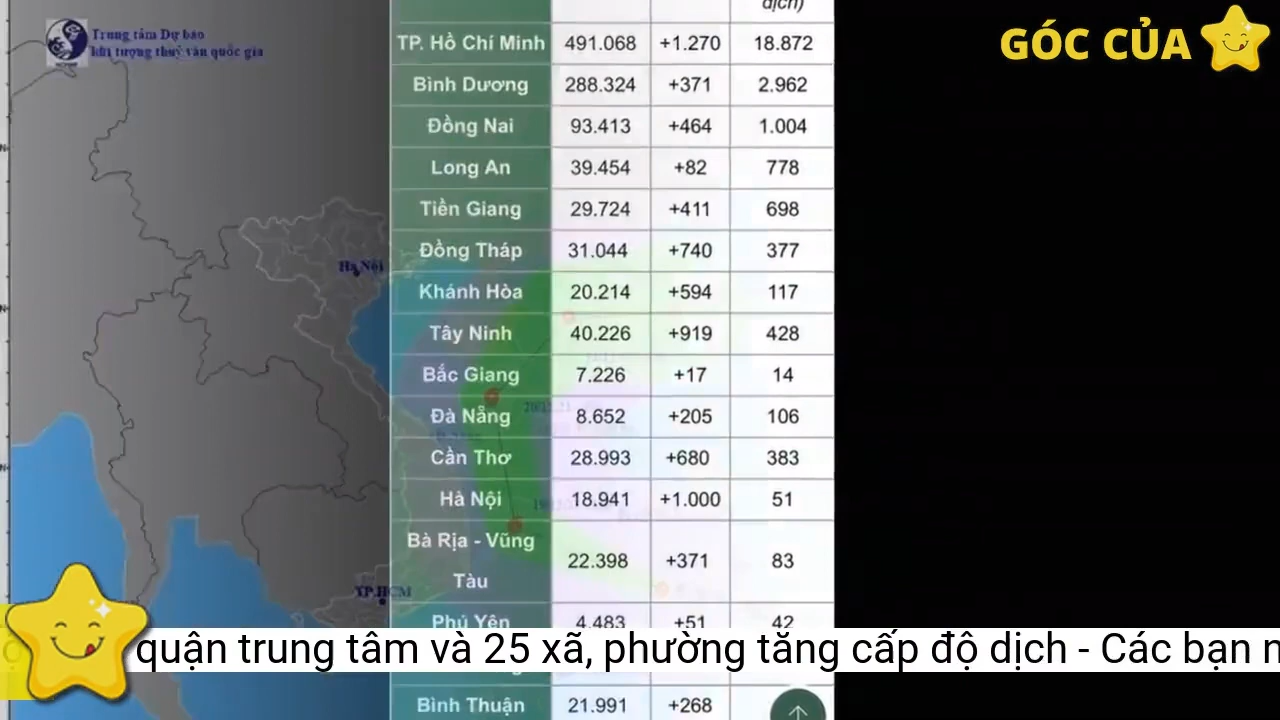 Trung tâm Dự báo
khí tượng thuỷ văn quốc gia
GÓC CỦA
dịch)
TP. Hồ Chí Minh 491.068 +1.270 18.872
Bình Dương 288.324 +371 2.962
Đồng Nai 93.413 +464 1.004
Long An 39.454 +82 778
Tiền Giang 29.724 +411 698
Đồng Tháp 31.044 +740 377
Khánh Hòa 20.214 +594 117
Tây Ninh 40.226 +919 428
Bắc Giang 7.226 +17 14
Đà Nẵng 8.652 +205 106
Cần Thơ 28.993 +680 383
Hà Nội 18.941 +1.000 51
Bà Rịa - Vũng
Tàu 22.398 +371 83
Phú Yên 4.483 +51 42
Bình Thuận 21.991 +268
Hà Nội
TP.HCM
quận trung tâm và 25 xã, phường tăng cấp độ dịch - Các bạn